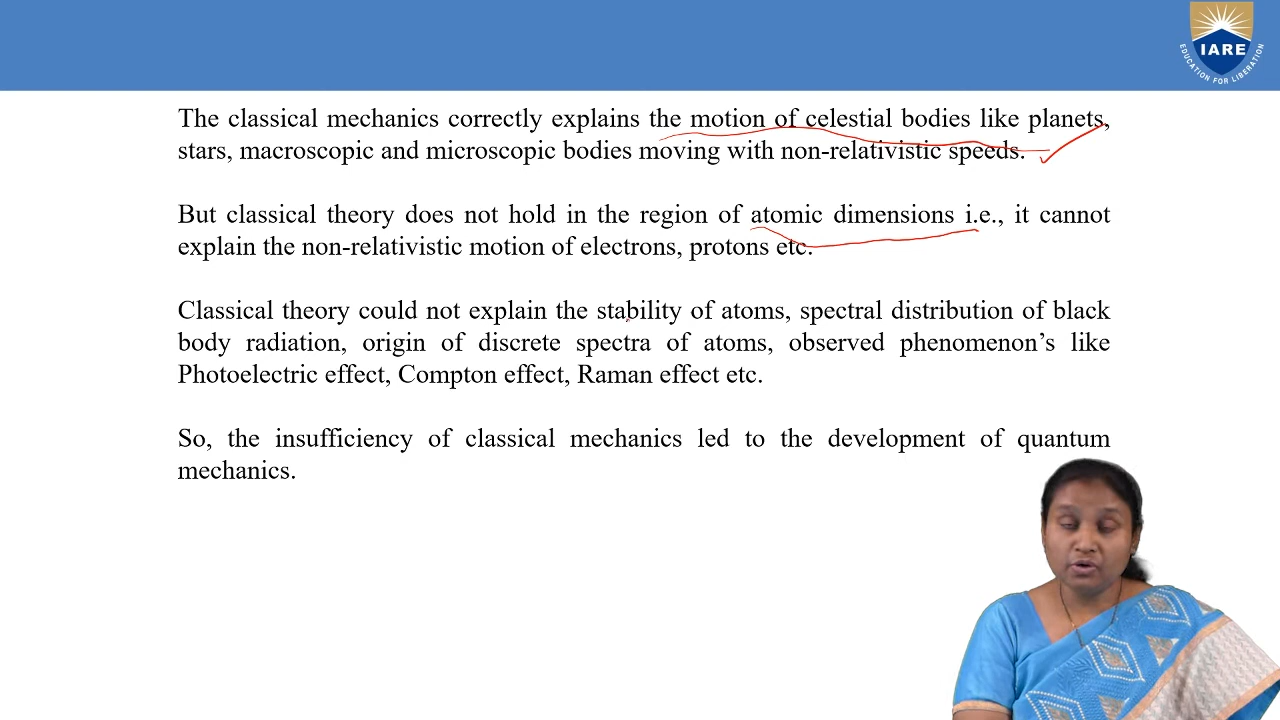 IARE
EDUCATION FOR LIBERATION
The classical mechanics correctly explains the motion of celestial bodies like planets,
stars, macroscopic and microscopic bodies moving with non-relativistic speeds.
But classical theory does not hold in the region of atomic dimensions i.e., it cannot
explain the non-relativistic motion of electrons, protons etc.
Classical theory could not explain the stability of atoms, spectral distribution of black
body radiation, origin of discrete spectra of atoms, observed phenomenon’s like
Photoelectric effect, Compton effect, Raman effect etc.
So, the insufficiency of classical mechanics led to the development of quantum
mechanics.